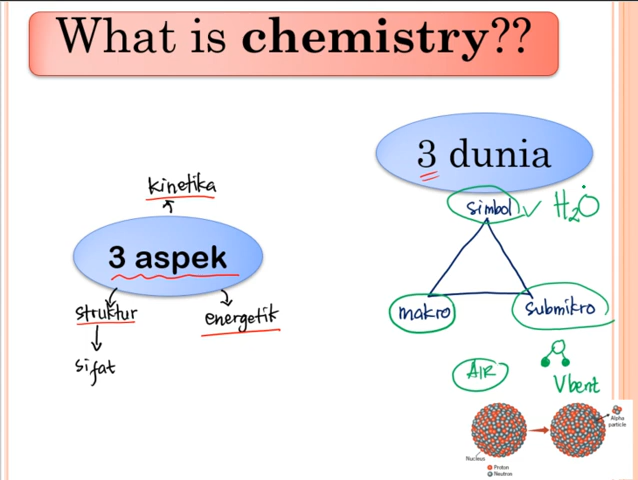 What is chemistry??
3 dunia
kinetika
simbol
H₂O
3 aspek
struktur
energetik
makro
submikro
sifat
AIR
Vbent
Alpha
particle
Nucleus
Proton
Neutron